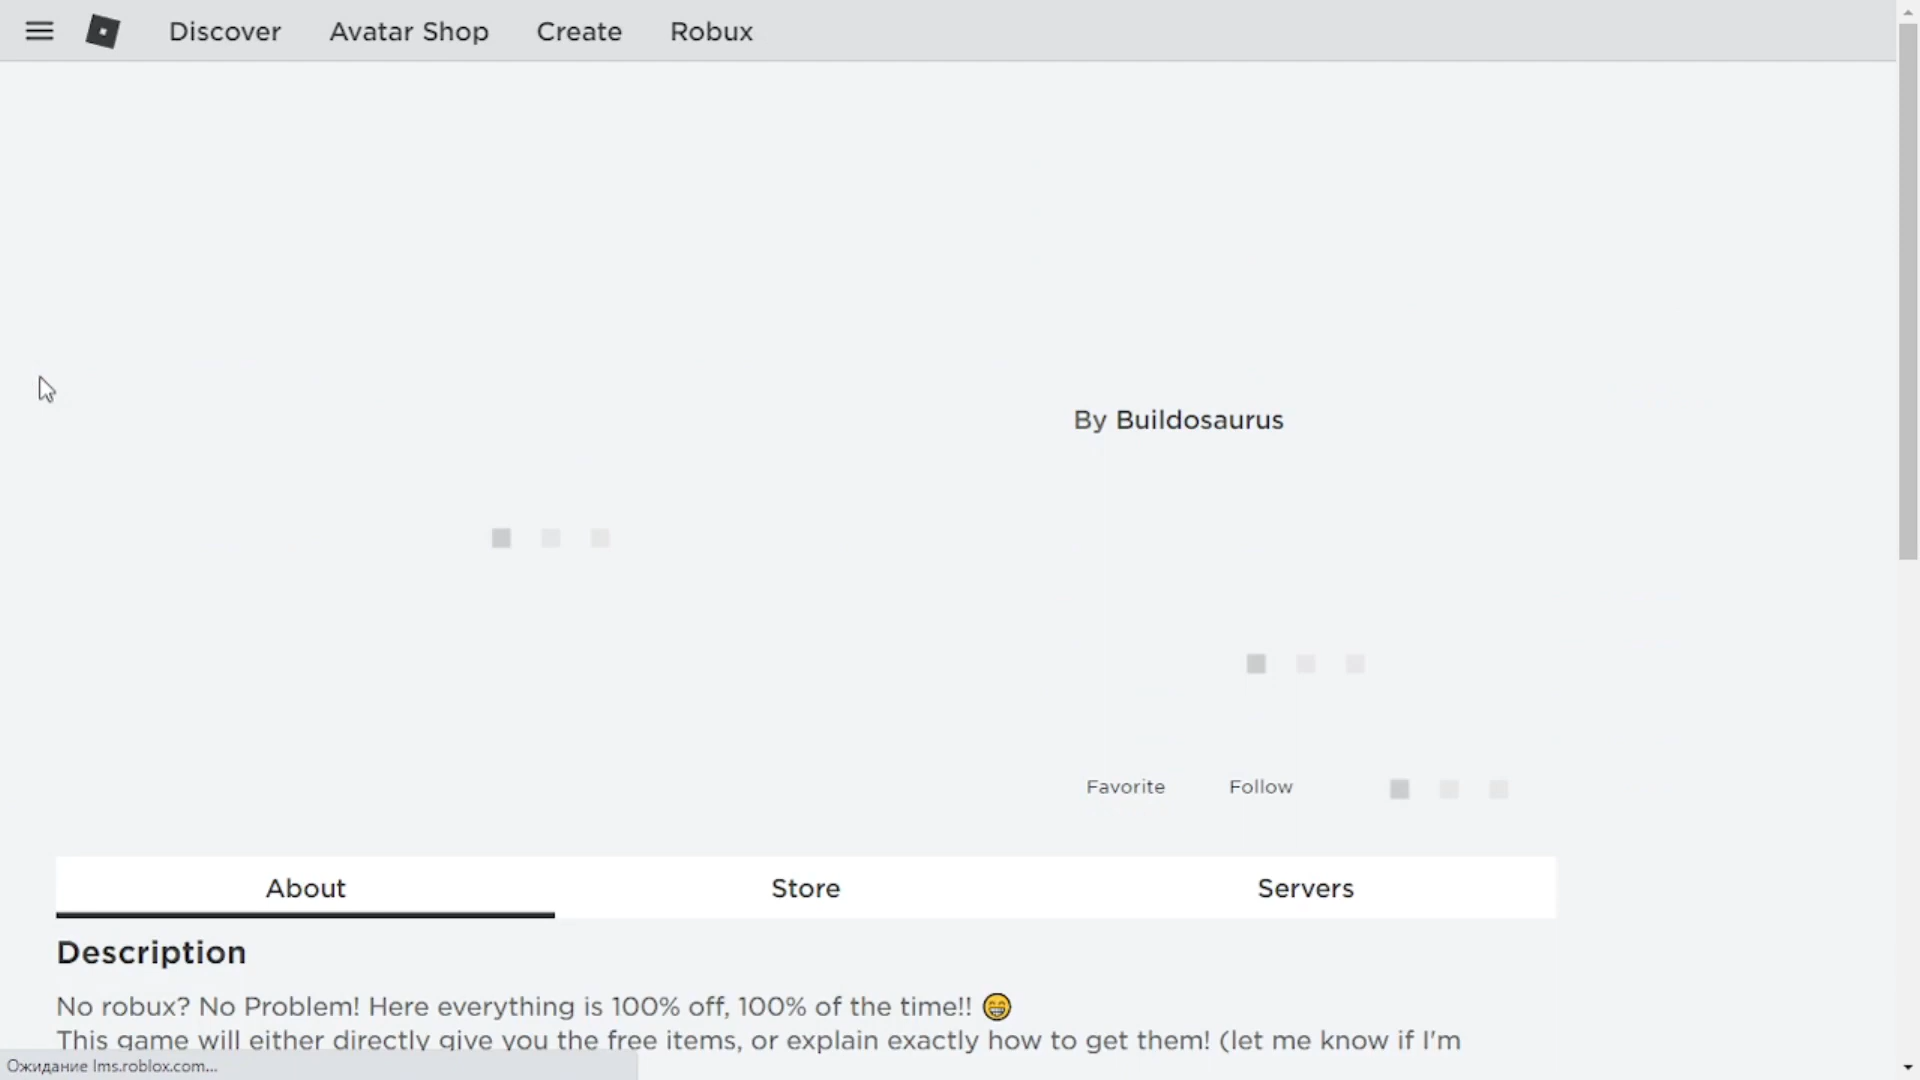 Discover Avatar Shop Create Robux
By Buildosaurus
Favorite Follow
About Store Servers
Description
No robux? No Problem! Here everything is 100% off, 100% of the time!! 😁
This game will either directly give you the free items, or explain exactly how to get them! (let me know if I'm
Ожидание lms.roblox.com...